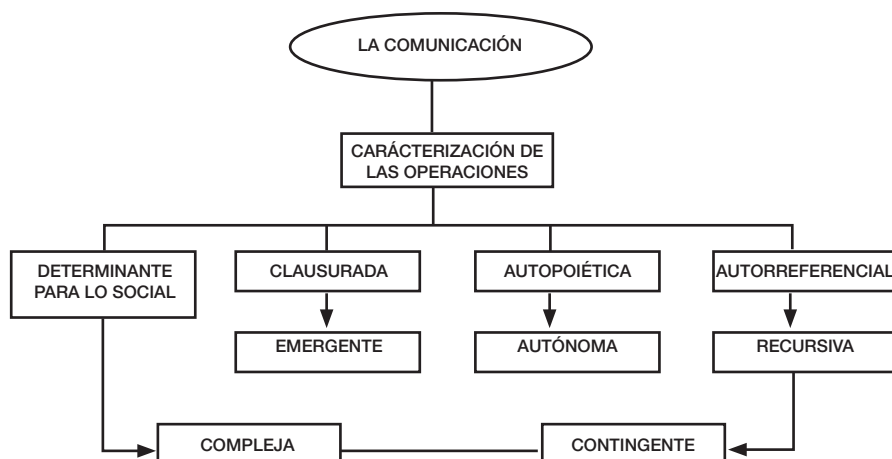 LA COMUNICACIÓN
CARÁCTERIZACIÓN DE
LAS OPERACIONES
DETERMINANTE
PARA LO SOCIAL
CLAUSURADA
AUTOPOIÉTICA
AUTORREFERENCIAL
EMERGENTE
AUTÓNOMA
RECURSIVA
COMPLEJA
CONTINGENTE